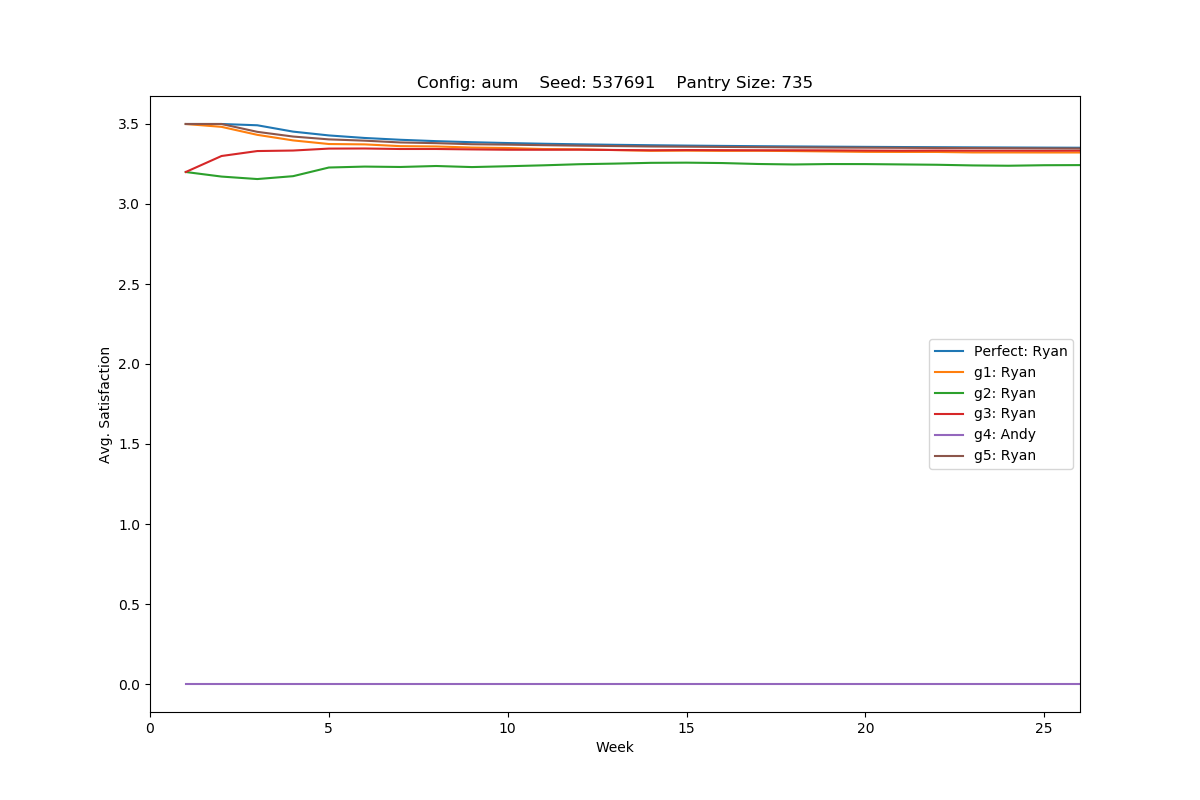 Config: aum    Seed: 537691    Pantry Size: 735
3.5
3.0
2.5
2.0
1.5
1.0
0.5
0.0
Avg. Satisfaction
Perfect: Ryan
g1: Ryan
g2: Ryan
g3: Ryan
g4: Andy
g5: Ryan
0 5 10 15 20 25
Week